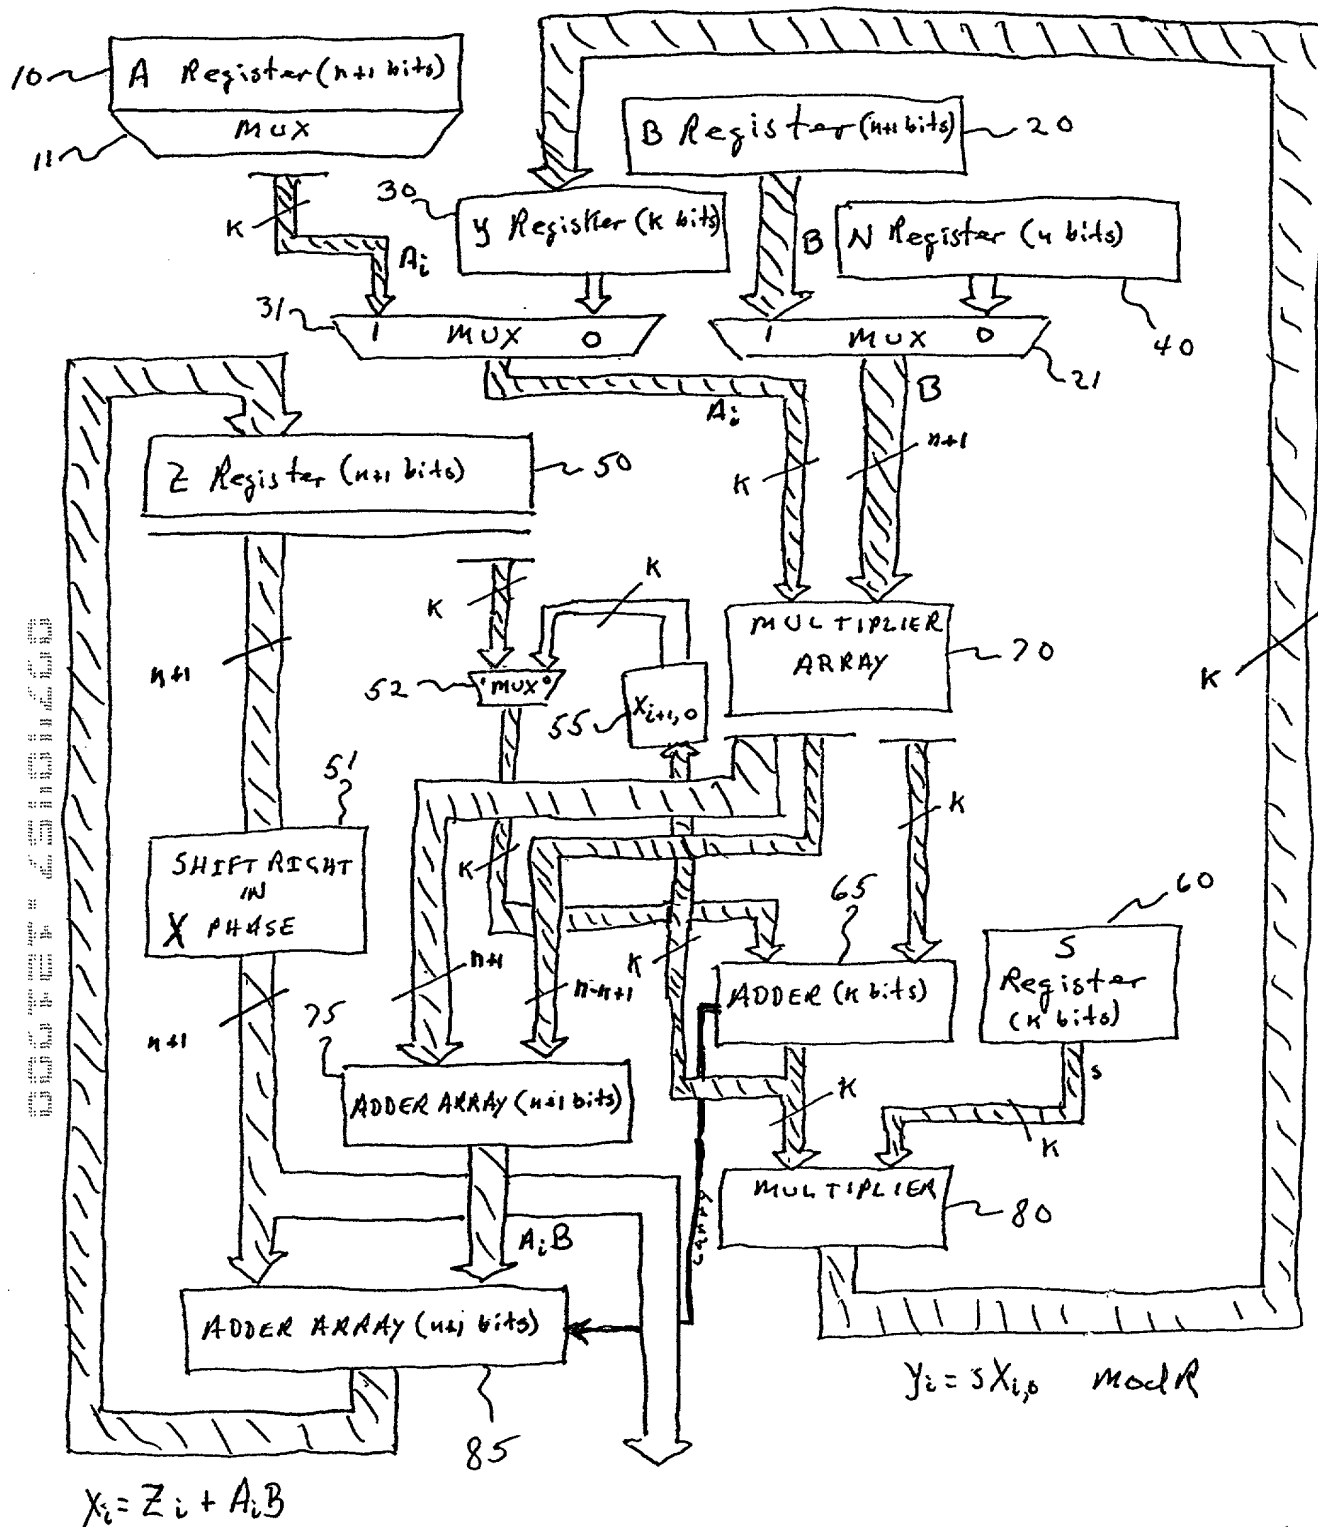 10
A Register (n+1 bits)
MUX
11
K
Ai
B Register (n+1 bits)
20
30
y Register (k bits)
B
N Register (n bits)
40
31
1 MUX 0
1 MUX 0
21
Ai
B
K
n+1
K
Z Register (n+1 bits)
50
K
K
n+1
52
'MUX°
55
Xi+1,0
MULTIPLIER
ARRAY
70
51
SHIFT RIGHT
IN
X PHASE
K
K
n+1
n+1
n-n+1
K
65
ADDER (K bits)
60
S
Register
(K bits)
75
ADDER ARRAY (n+1 bits)
K
s
K
MULTIPLIER
80
carry
AiB
ADDER ARRAY (n+1 bits)
85
yi = sXi,0 mod R
Xi = Zi + AiB